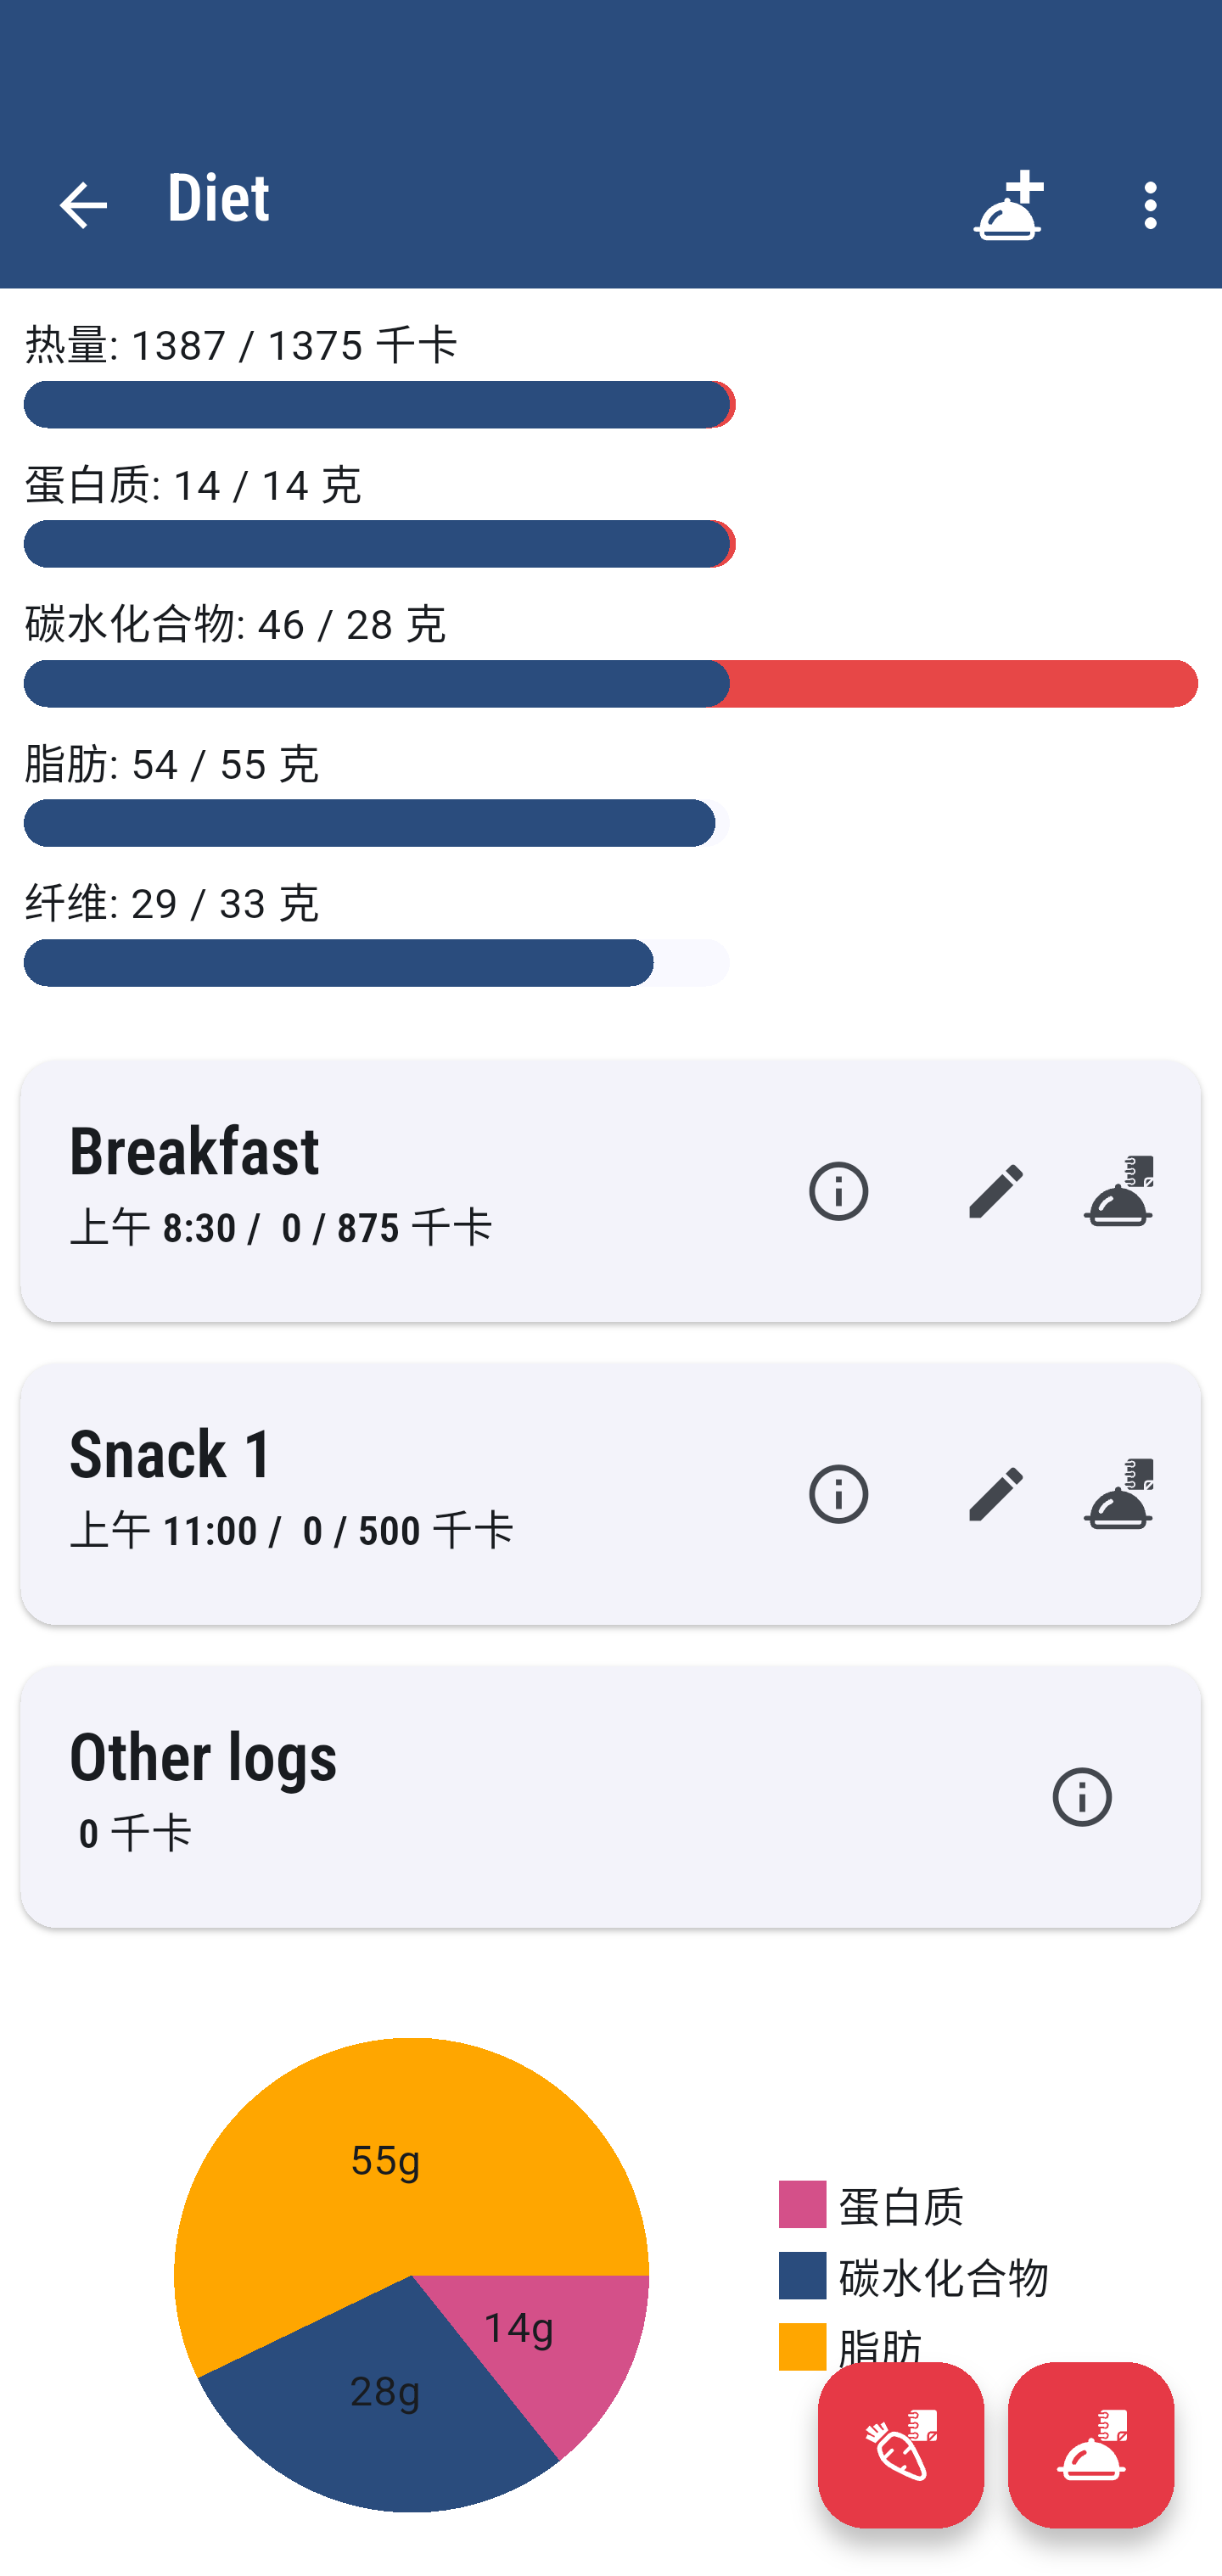 Diet
热量: 1387 / 1375 千卡
蛋白质: 14 / 14 克
碳水化合物: 46 / 28 克
脂肪: 54 / 55 克
纤维: 29 / 33 克
Breakfast
上午 8:30 / 0 / 875 千卡
Snack 1
上午 11:00 / 0 / 500 千卡
Other logs
0 千卡
55g
14g
28g
蛋白质
碳水化合物
脂肪